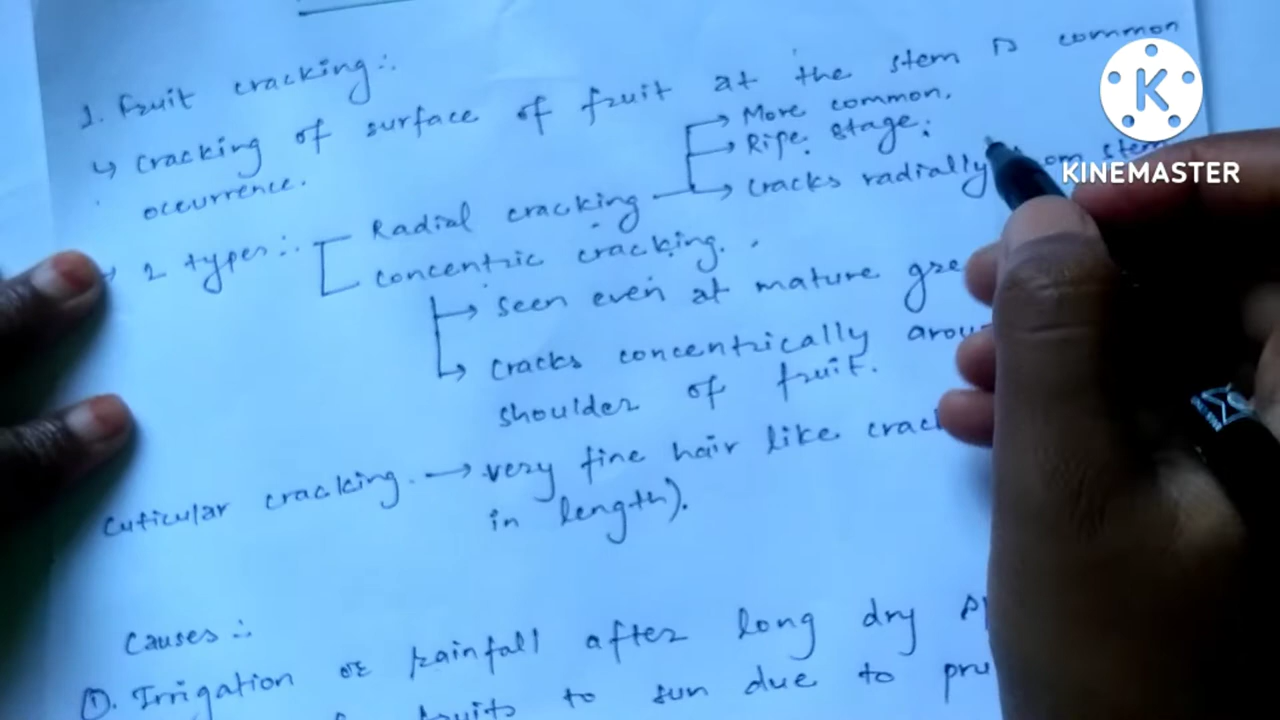 1. Fruit cracking :.
↳ cracking of surface of fruit at the stem is common
occurrence.
2 types :.
Radial cracking
→ More common.
→ Ripe stage.
→ cracks radially stem
concentric cracking.
→ seen even at mature
→ cracks concentrically
shoulder of fruit.
cuticular cracking. → very fine hair like
in length).
Causes :.
①. Irrigation or rainfall after long dry
fruits to sun due to
K
KINEMASTER